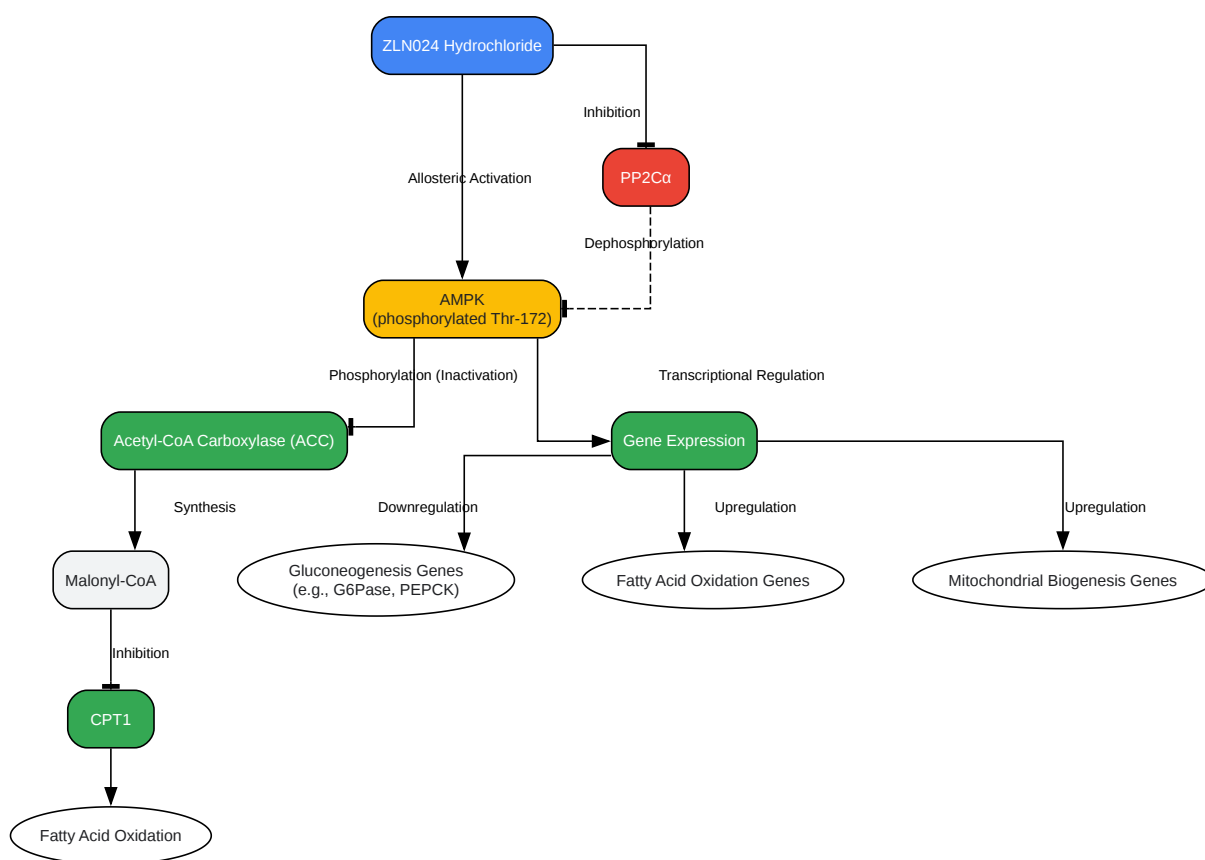 ZLN024 Hydrochloride
Inhibition
PP2Cα
Allosteric Activation
Dephosphorylation
AMPK
(phosphorylated Thr-172)
Phosphorylation (Inactivation)
Transcriptional Regulation
Acetyl-CoA Carboxylase (ACC)
Gene Expression
Synthesis
Downregulation
Upregulation
Upregulation
Malonyl-CoA
Gluconeogenesis Genes
(e.g., G6Pase, PEPCK)
Fatty Acid Oxidation Genes
Mitochondrial Biogenesis Genes
Inhibition
CPT1
Fatty Acid Oxidation